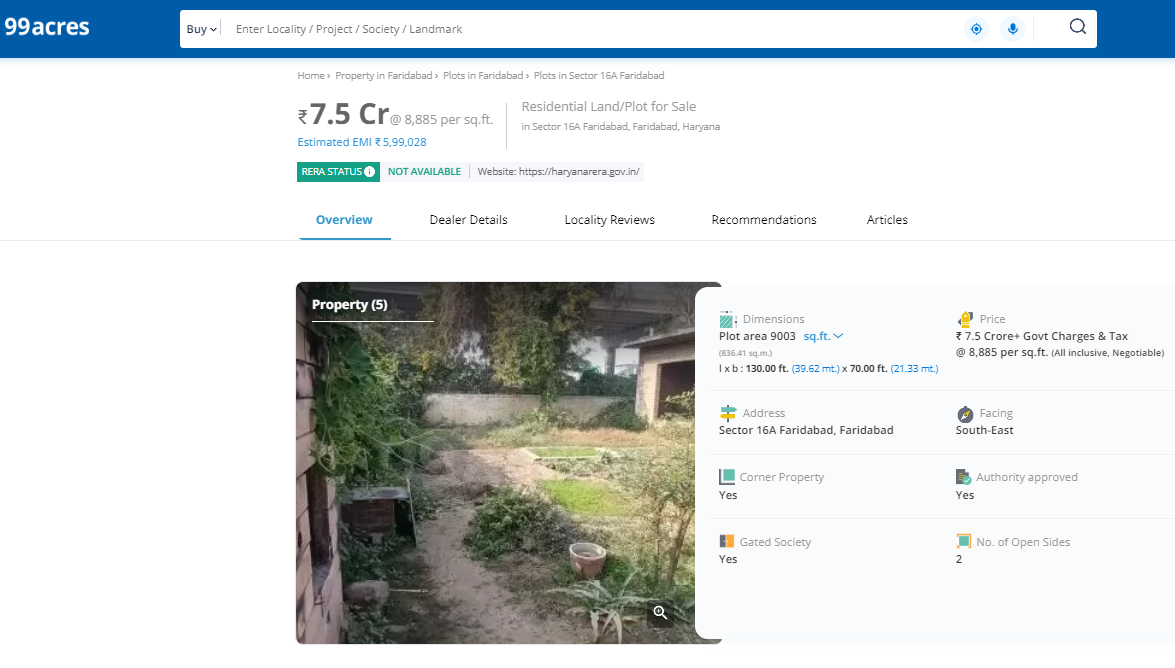 99acres
Buy
Enter Locality / Project / Society / Landmark
Home › Property in Faridabad › Plots in Faridabad › Plots in Sector 16A Faridabad
₹7.5 Cr @ 8,885 per sq.ft.
Estimated EMI ₹ 5,99,028
Residential Land/Plot for Sale
in Sector 16A Faridabad, Faridabad, Haryana
RERA STATUS i NOT AVAILABLE Website: https://haryanarera.gov.in/
Overview Dealer Details Locality Reviews Recommendations Articles
Property (5)
Dimensions
Plot area 9003 sq.ft.
(836.41 sq.m.)
l x b : 130.00 ft. (39.62 mt.) x 70.00 ft. (21.33 mt.)
Price
₹ 7.5 Crore+ Govt Charges & Tax
@ 8,885 per sq.ft. (All inclusive, Negotiable)
Address
Sector 16A Faridabad, Faridabad
Facing
South-East
Corner Property
Yes
Authority approved
Yes
Gated Society
Yes
No. of Open Sides
2